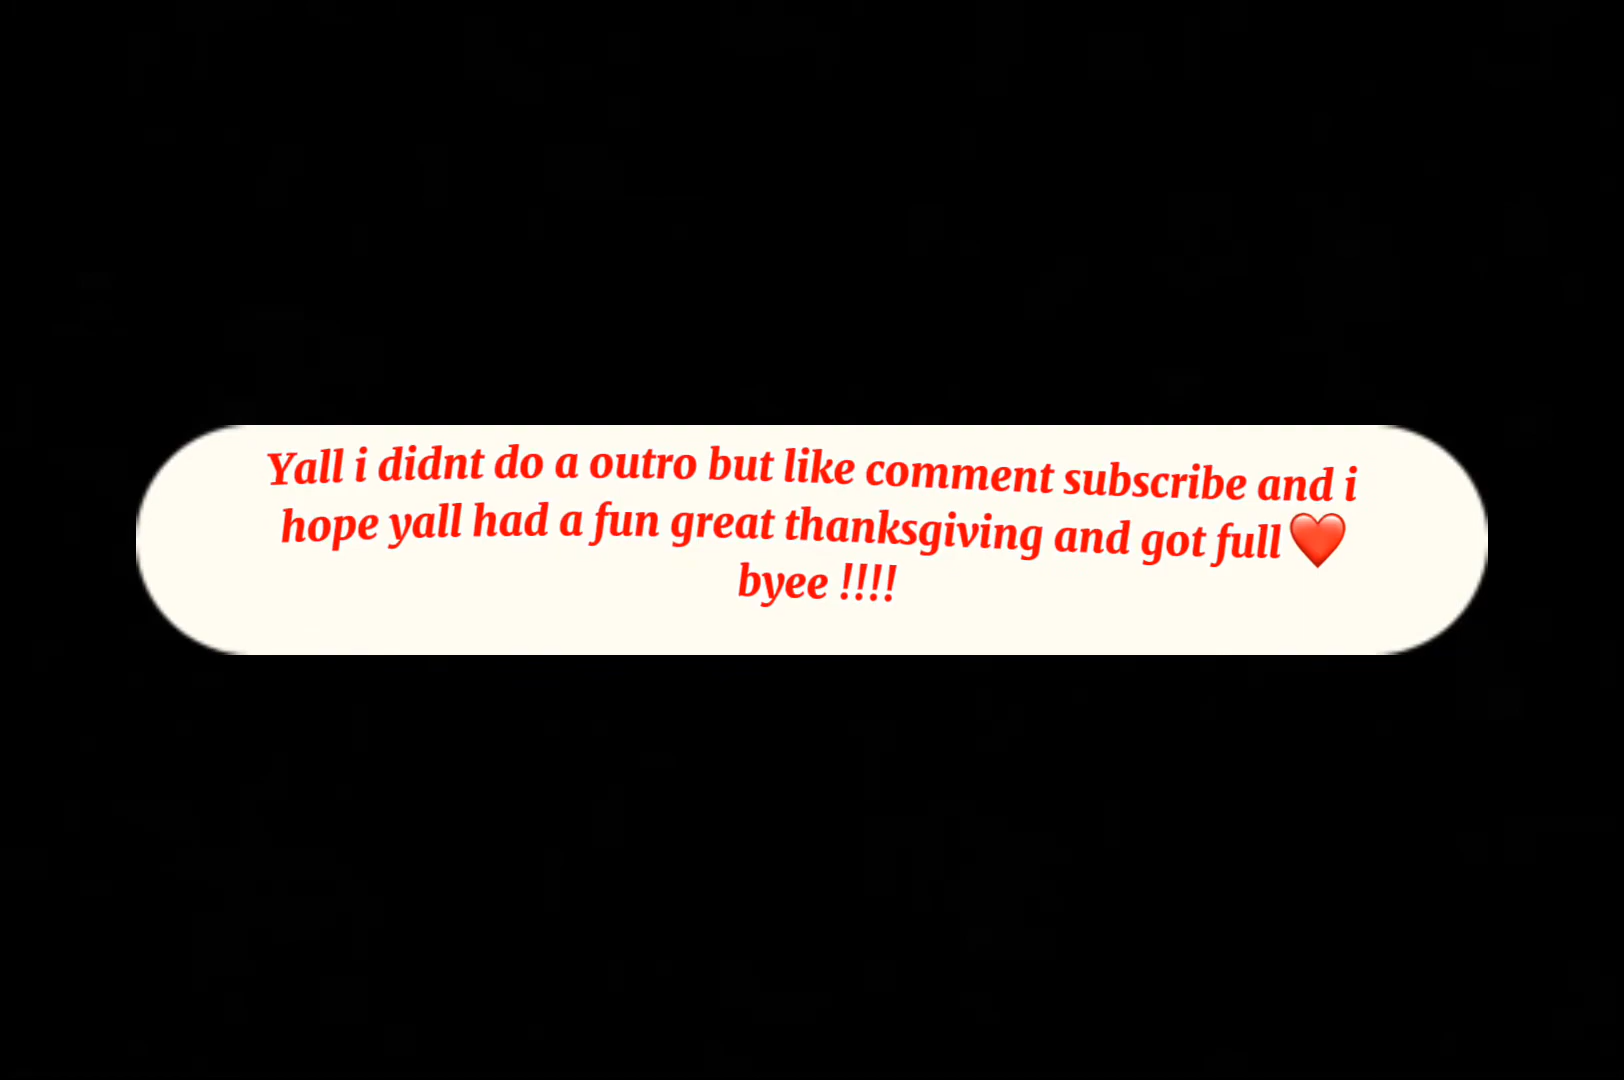 Yall i didnt do a outro but like comment subscribe and i
hope yall had a fun great thanksgiving and got full❤️
byee !!!!